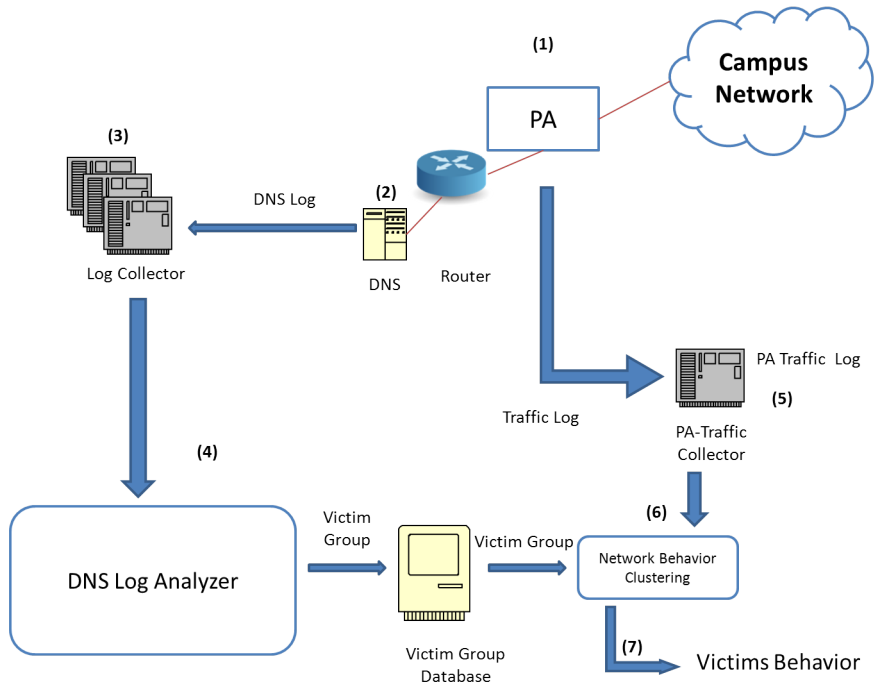 (1)
Campus
Network
PA
(3)
(2)
DNS Log
Log Collector
DNS
Router
PA Traffic Log
(5)
Traffic Log
PA-Traffic
Collector
(4)
(6)
Victim
Group
Victim Group
DNS Log Analyzer
Network Behavior
Clustering
Victim Group
Database
(7)
Victims Behavior